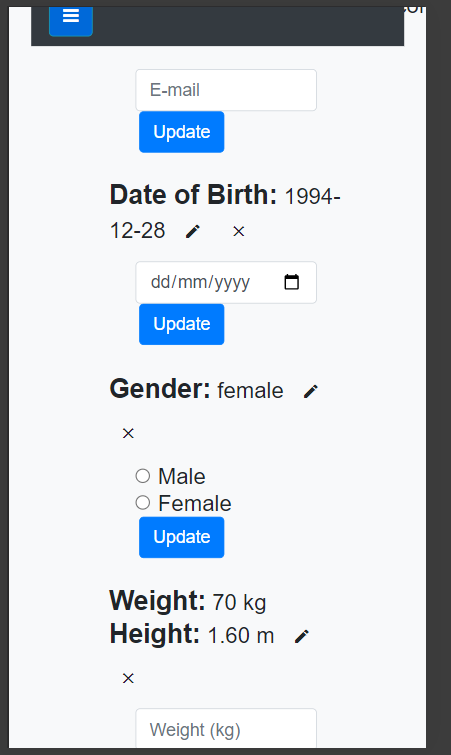 E-mail
Update
Date of Birth: 1994-
12-28
dd/mm/yyyy
Update
Gender: female
Male
Female
Update
Weight: 70 kg
Height: 1.60 m
Weight (kg)